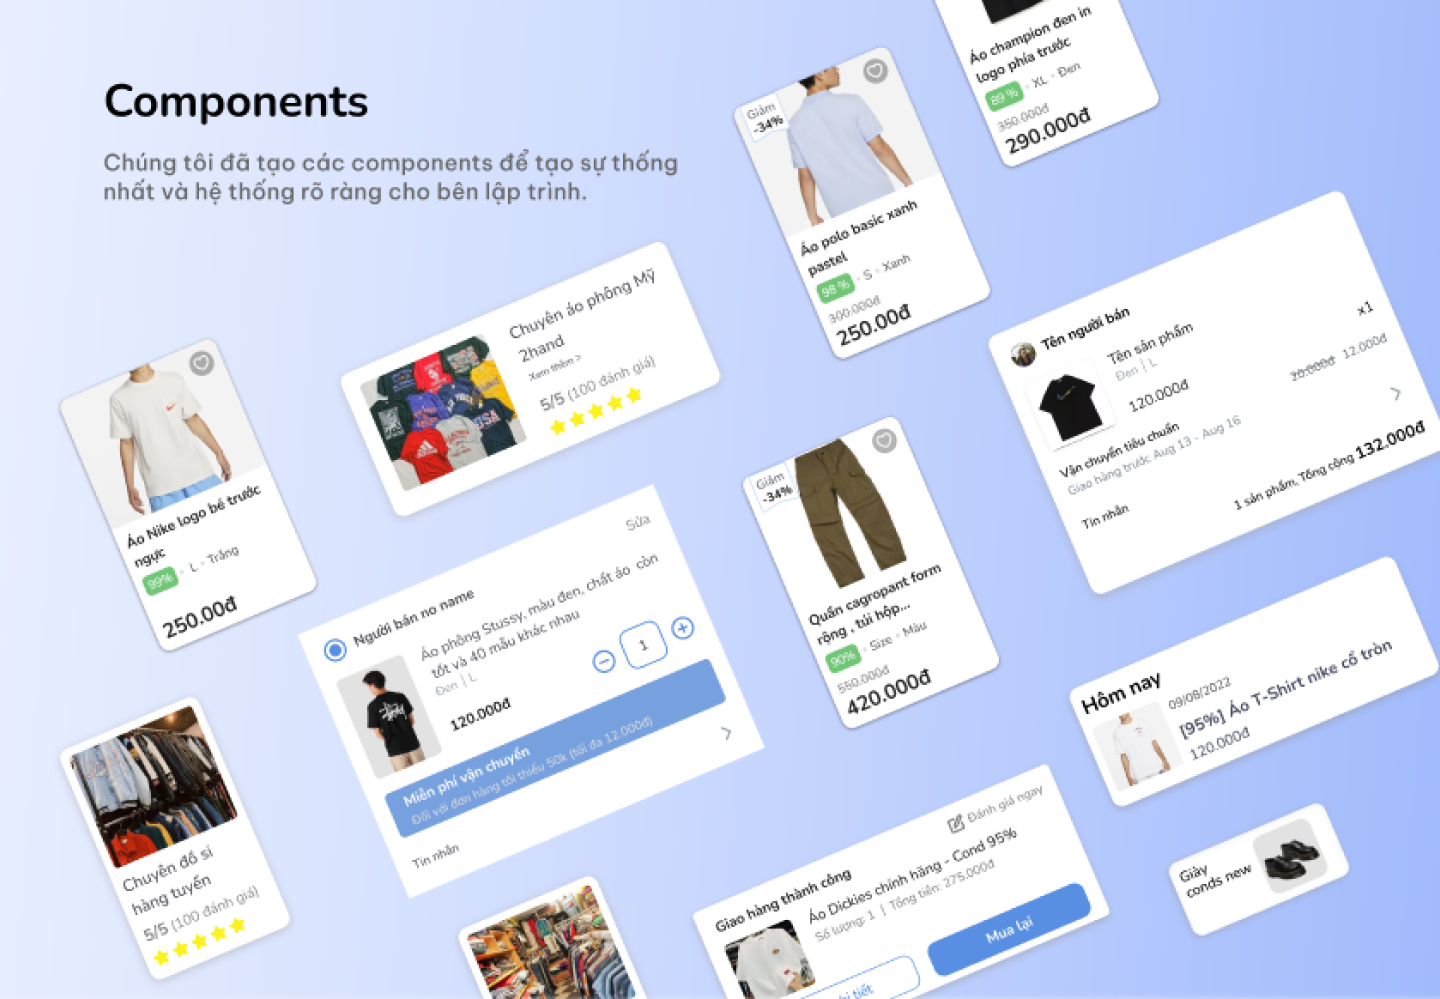 Components
Chúng tôi đã tạo các components để tạo sự thống
nhất và hệ thống rõ ràng cho bên lập trình.
Áo champion đen in
logo phía trước
89 % XL Đen
350.000đ
290.000đ
Giảm
-34%
Áo polo basic xanh
pastel
98 % S Xanh
300.000đ
250.00đ
Chuyên áo phông Mỹ
2hand
Xem thêm >
5/5 (100 đánh giá)
Tên người bán
Tên sản phẩm
Đen | L
120.000đ
x1
Vận chuyển tiêu chuẩn
Giao hàng trước Aug 13 - Aug 16
12.000đ
Tin nhắn
1 sản phẩm, Tổng cộng 132.000đ
Áo Nike logo bé trước
ngực
99% L Trắng
250.00đ
Giảm
-34%
Quần cagropant form
rộng , túi hộp...
90% Size Màu
550.000đ
420.000đ
Sửa
Người bán no name
Áo phông Stussy, màu đen, chất áo còn
tốt và 40 mẫu khác nhau
Đen | L
120.000đ
1
Miễn phí vận chuyển
Đối với đơn hàng tối thiểu 50k (tối đa 12.000đ)
Tin nhắn
Hôm nay
09/08/2022
[95%] Áo T-Shirt nike cổ tròn
120.000đ
Chuyên đồ si
hàng tuyển
5/5 (100 đánh giá)
Đánh giá ngay
Giao hàng thành công
Áo Dickies chính hãng - Cond 95%
Số lượng: 1 | Tổng tiền: 275.000đ
Mua lại
tiết
Giày
conds new